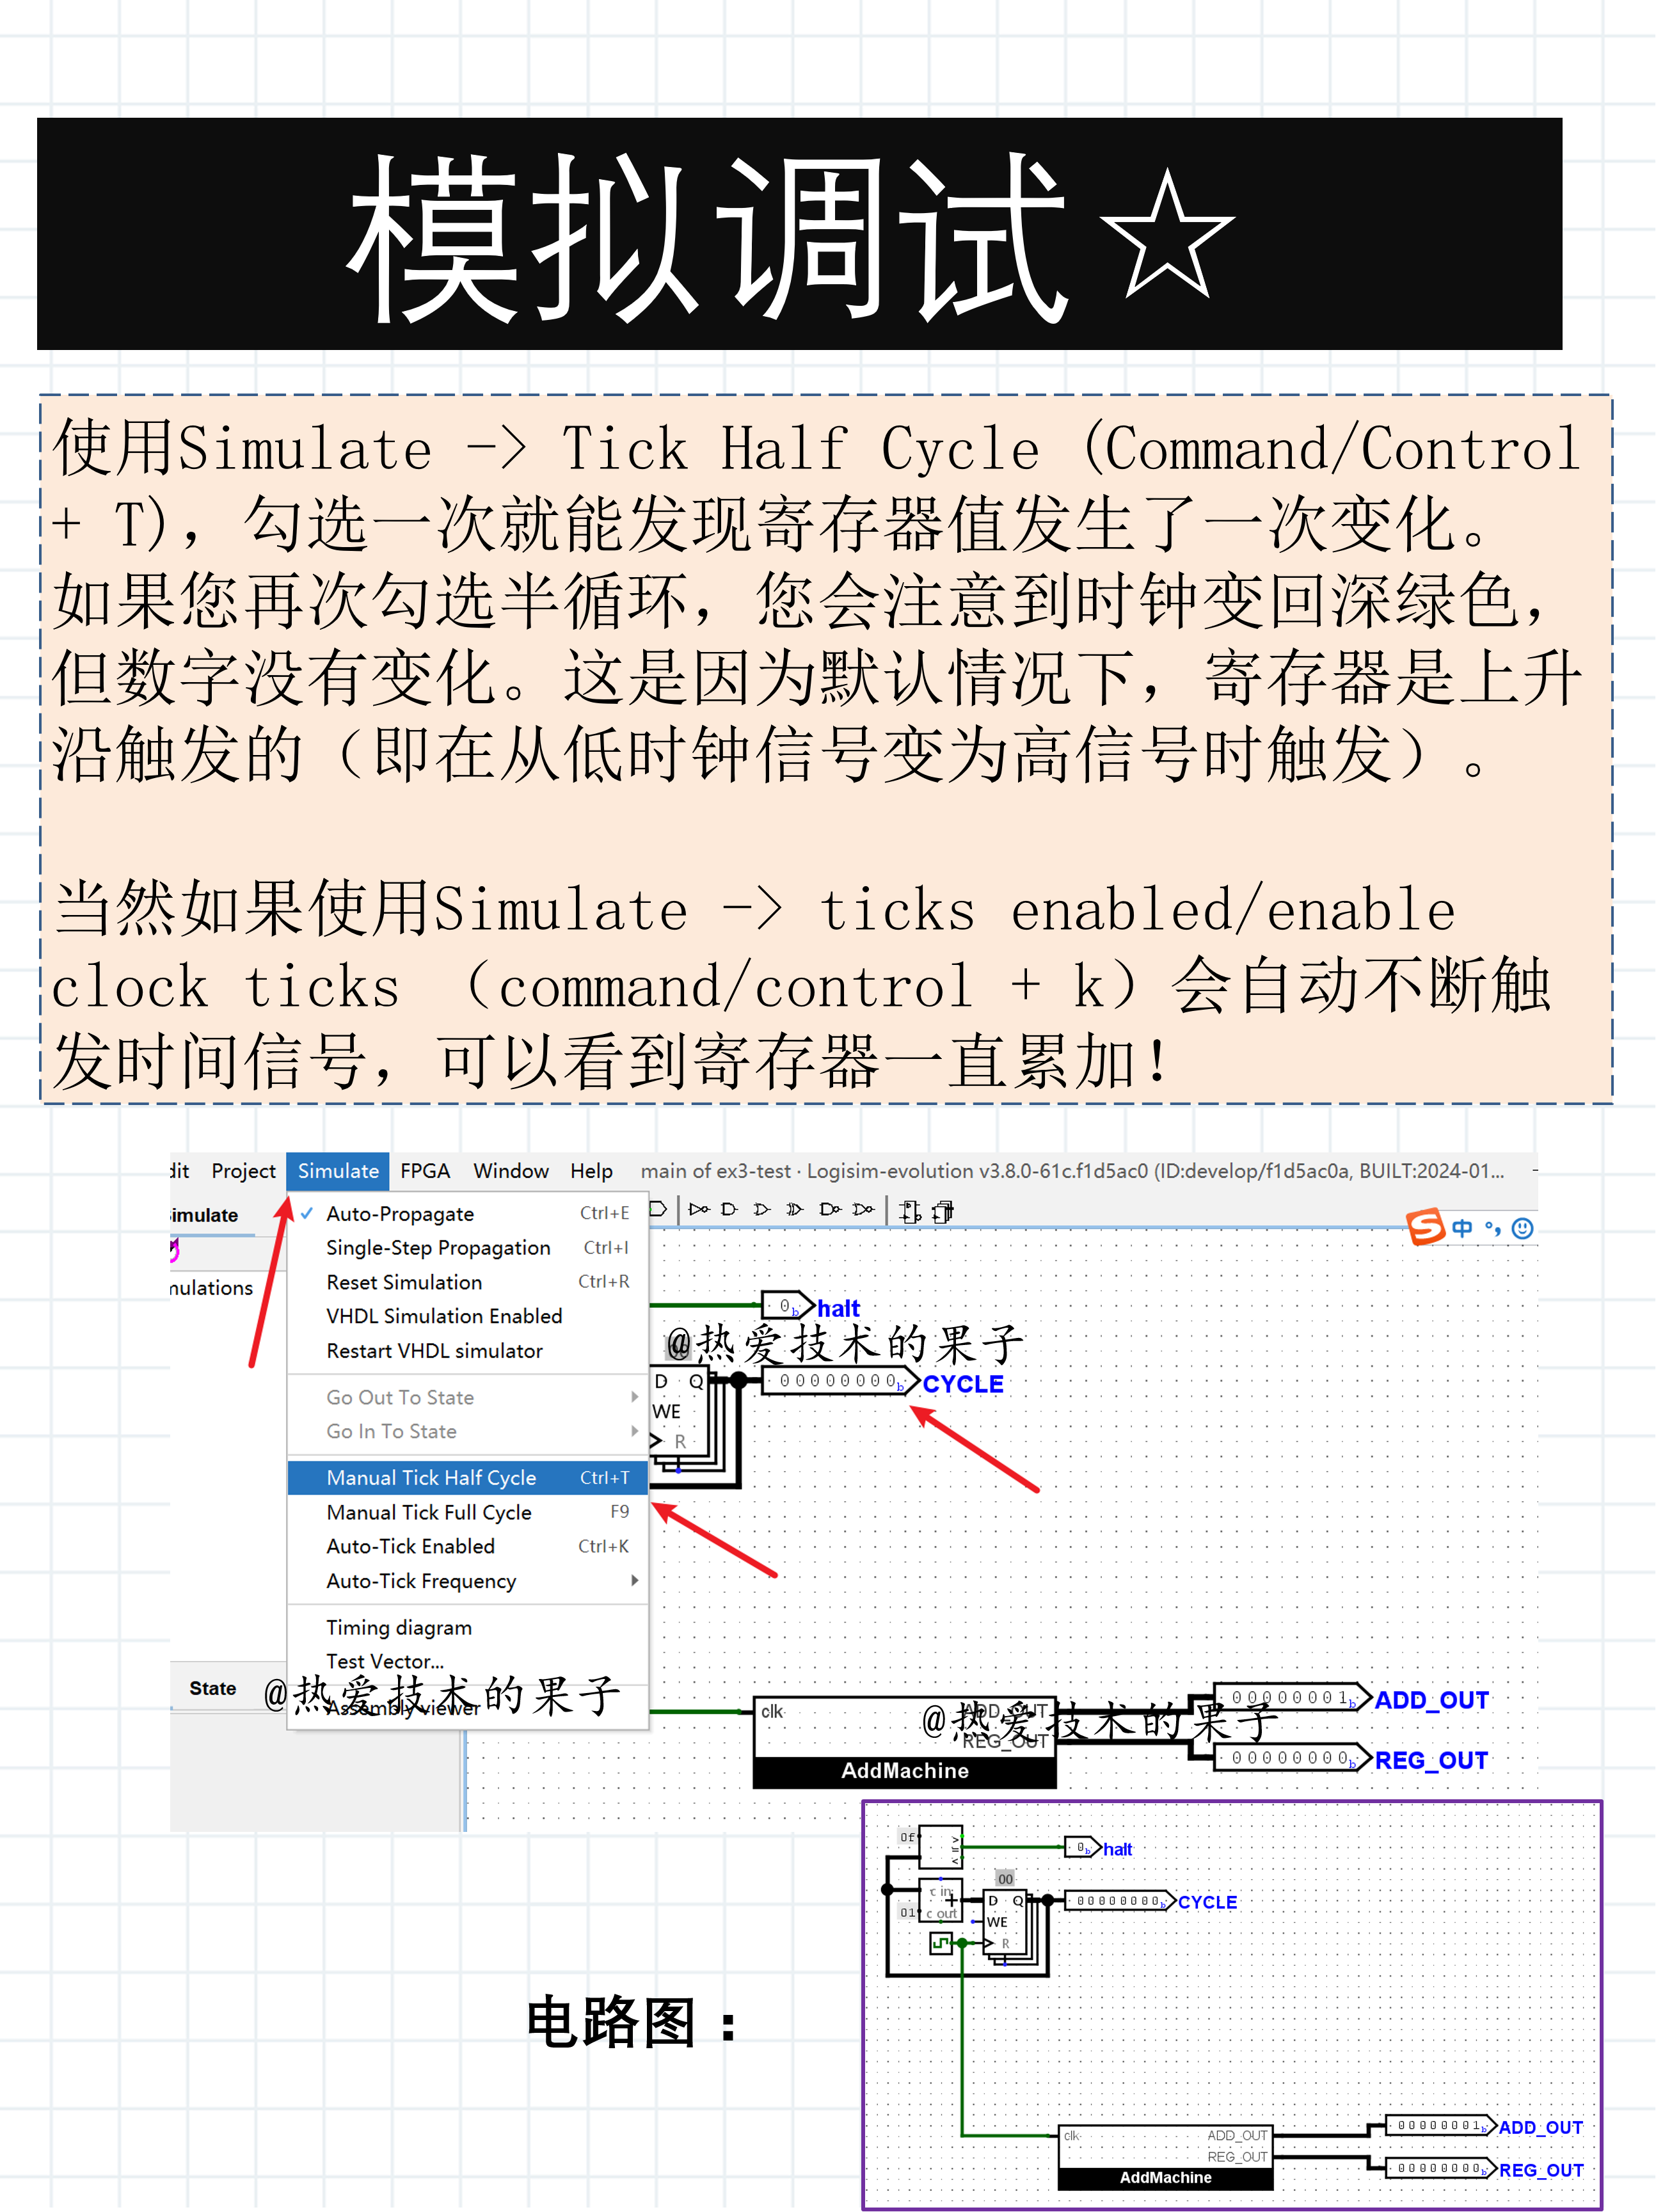 模拟调试☆
使用Simulate -> Tick Half Cycle (Command/Control
+ T)，勾选一次就能发现寄存器值发生了一次变化。
如果您再次勾选半循环，您会注意到时钟变回深绿色，
但数字没有变化。这是因为默认情况下，寄存器是上升
沿触发的（即在从低时钟信号变为高信号时触发）。
当然如果使用Simulate -> ticks enabled/enable
clock ticks （command/control + k）会自动不断触
发时间信号，可以看到寄存器一直累加！
dit Project Simulate FPGA Window Help main of ex3-test · Logisim-evolution v3.8.0-61c.f1d5ac0 (ID:develop/f1d5ac0a, BUILT:2024-01...
imulate
中
mulations
Auto-Propagate Ctrl+E
Single-Step Propagation Ctrl+I
Reset Simulation Ctrl+R
VHDL Simulation Enabled
Restart VHDL simulator
Go Out To State
Go In To State
Manual Tick Half Cycle Ctrl+T
Manual Tick Full Cycle F9
Auto-Tick Enabled Ctrl+K
Auto-Tick Frequency
Timing diagram
Test Vector...
Assembly viewer
0b halt
@热爱技术的果子
D Q 00000000b CYCLE
WE
R
State
@热爱技术的果子
clk ADD_OUT 00000001b ADD_OUT
@热爱技术的果子
REG_OUT 00000000b REG_OUT
AddMachine
电路图：
0f > = < 0b halt
00
c in + D Q 00000000b CYCLE
01 c out WE
R
clk ADD_OUT 00000001b ADD_OUT
REG_OUT 00000000b REG_OUT
AddMachine